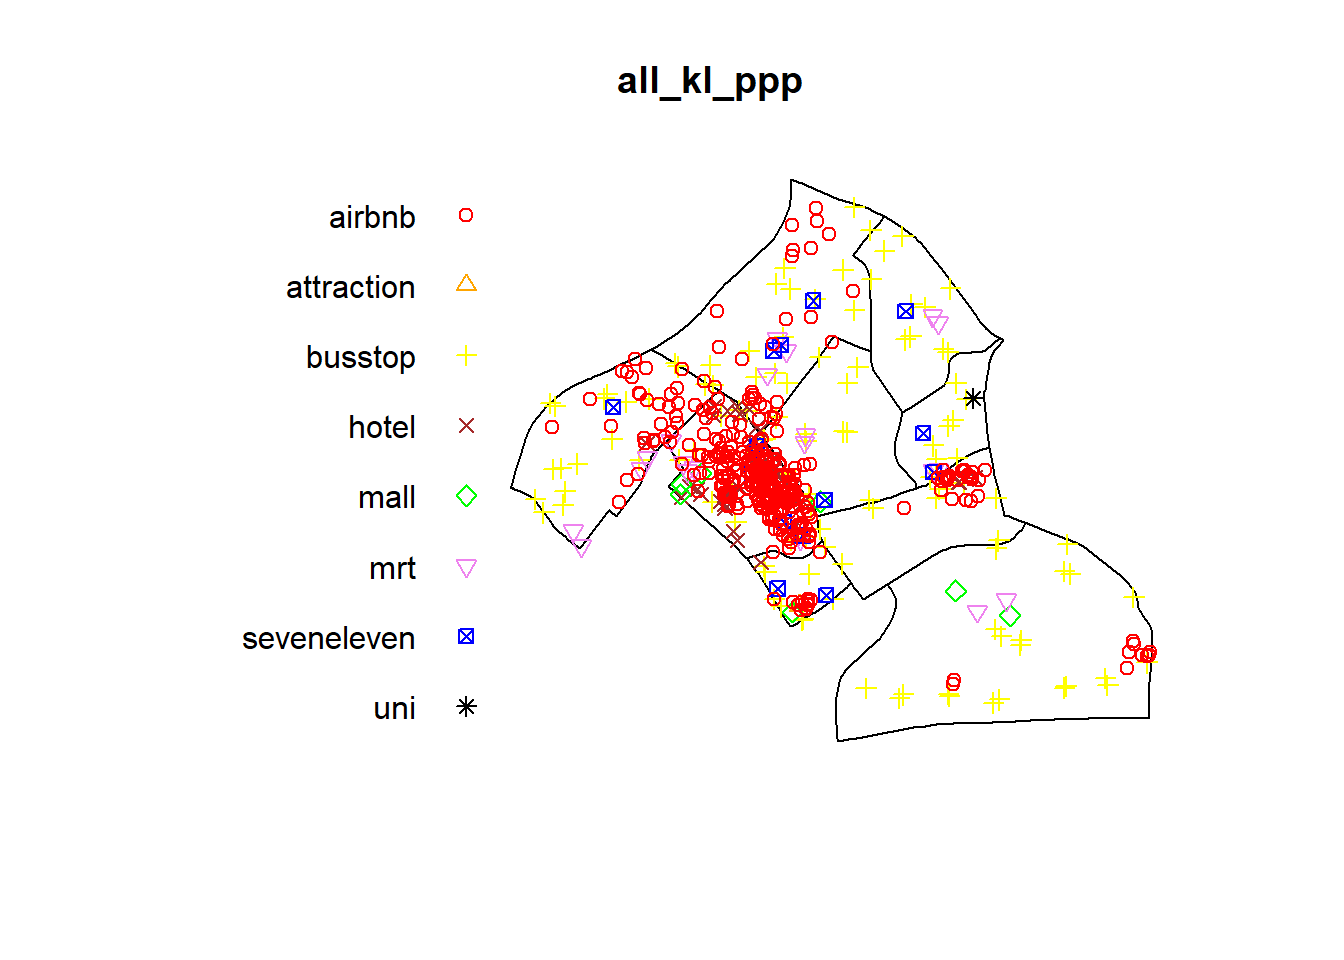 all_kl_ppp
airbnb
attraction
busstop
hotel
mall
mrt
seveneleven
uni